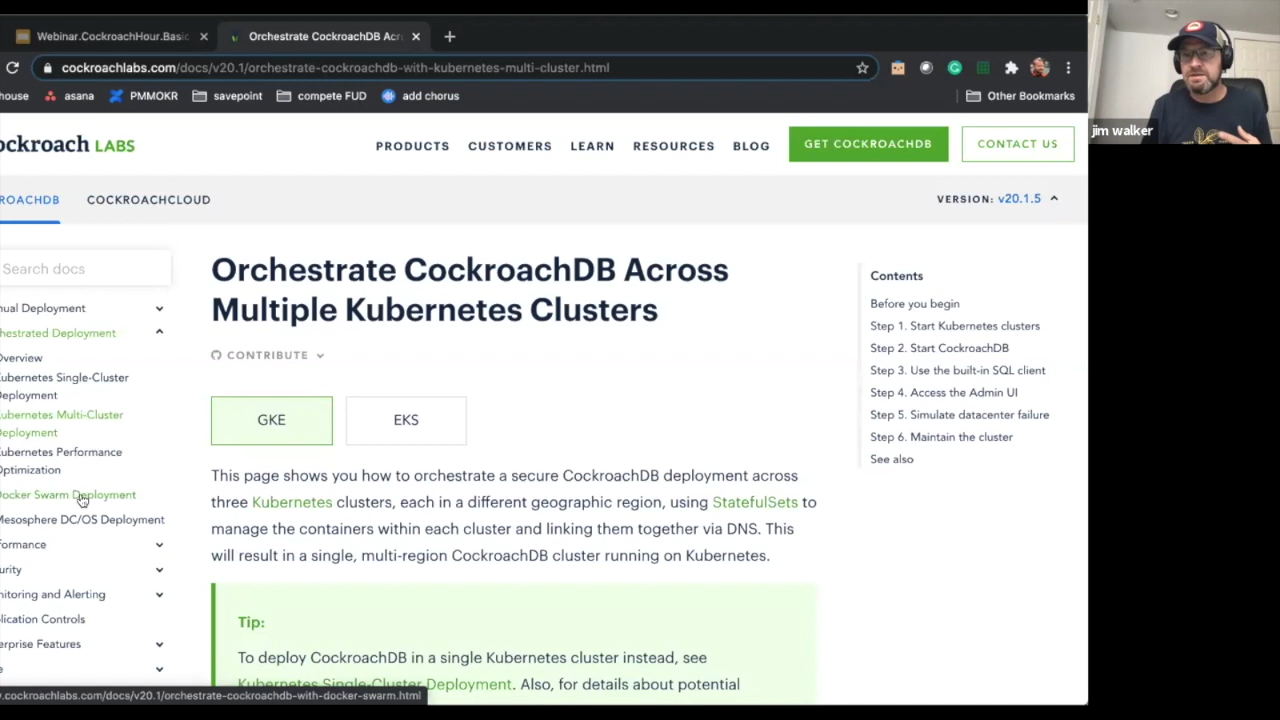 Webinar.CockroachHour.Basic
Orchestrate CockroachDB Acr
cockroachlabs.com/docs/v20.1/orchestrate-cockroachdb-with-kubernetes-multi-cluster.html
house asana PMMOKR savepoint compete FUD add chorus Other Bookmarks
jim walker
ockroach LABS
PRODUCTS CUSTOMERS LEARN RESOURCES BLOG GET COCKROACHDB CONTACT US
ROACHDB COCKROACHCLOUD VERSION: v20.1.5
Search docs
nual Deployment
hestrated Deployment
Overview
Kubernetes Single-Cluster
Deployment
Kubernetes Multi-Cluster
Deployment
Kubernetes Performance
Optimization
Docker Swarm Deployment
Mesosphere DC/OS Deployment
formance
urity
nitoring and Alerting
lication Controls
erprise Features
e
Orchestrate CockroachDB Across
Multiple Kubernetes Clusters
CONTRIBUTE
GKE EKS
This page shows you how to orchestrate a secure CockroachDB deployment across
three Kubernetes clusters, each in a different geographic region, using StatefulSets to
manage the containers within each cluster and linking them together via DNS. This
will result in a single, multi-region CockroachDB cluster running on Kubernetes.
Tip:
To deploy CockroachDB in a single Kubernetes cluster instead, see
Kubernetes Single-Cluster Deployment. Also, for details about potential
Contents
Before you begin
Step 1. Start Kubernetes clusters
Step 2. Start CockroachDB
Step 3. Use the built-in SQL client
Step 4. Access the Admin UI
Step 5. Simulate datacenter failure
Step 6. Maintain the cluster
See also
.cockroachlabs.com/docs/v20.1/orchestrate-cockroachdb-with-docker-swarm.html